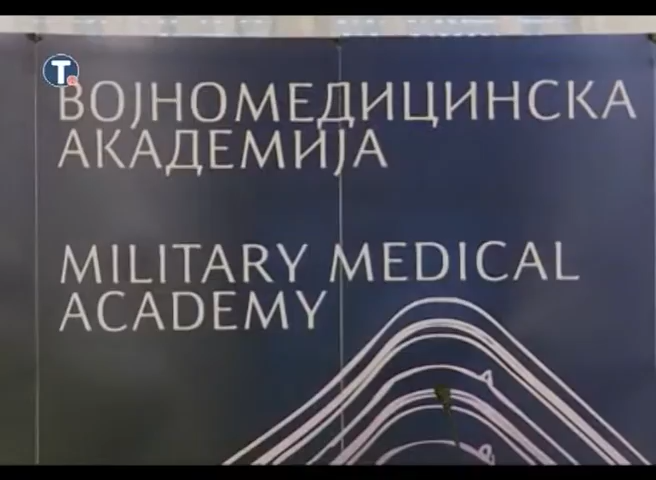 T.
ВОЈНОМЕДИЦИНСКА
АКАДЕМИЈА
MILITARY MEDICAL
ACADEMY